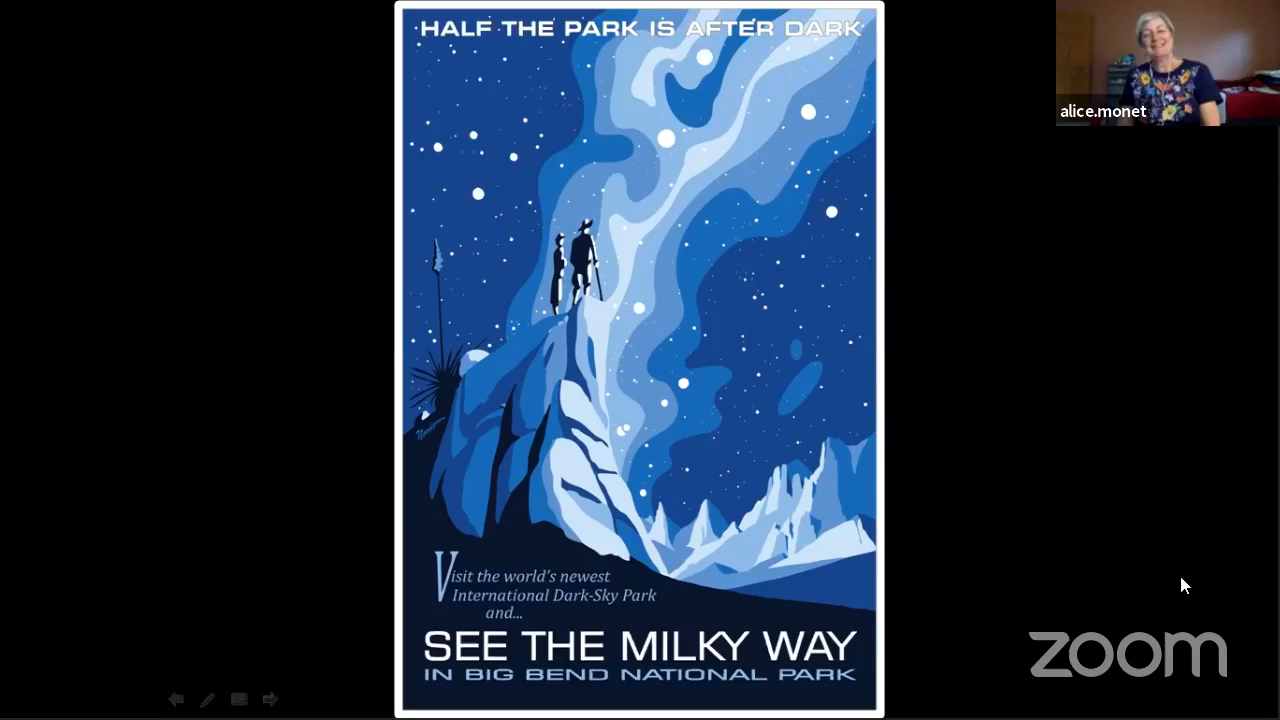 HALF THE PARK IS AFTER DARK
alice.monet
Visit the world's newest
International Dark-Sky Park
and...
SEE THE MILKY WAY
IN BIG BEND NATIONAL PARK
zoom